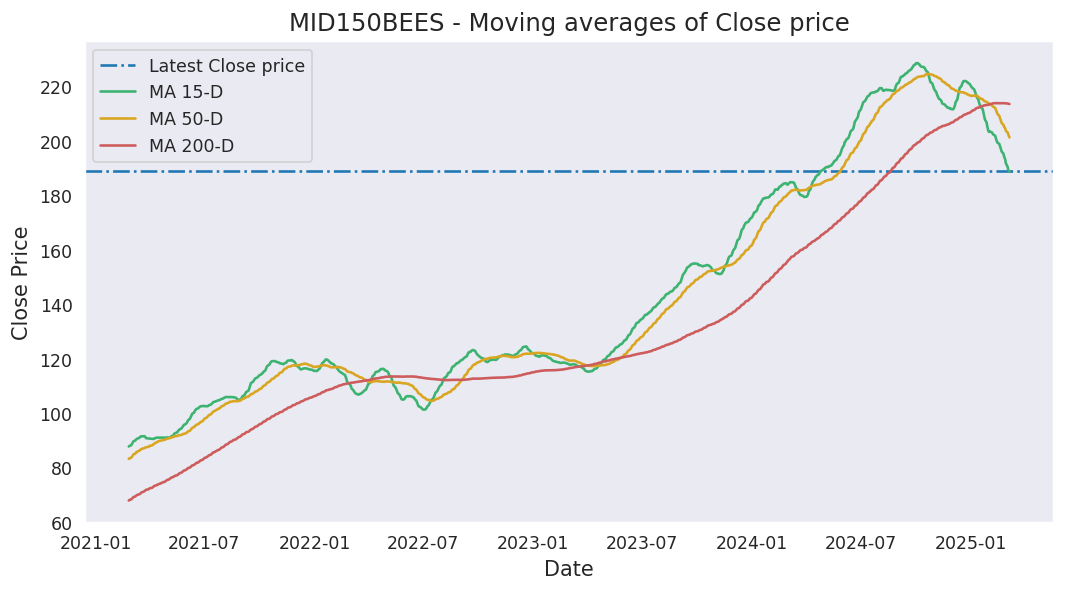 MID150BEES - Moving averages of Close price
Latest Close price
MA 15-D
MA 50-D
MA 200-D
Close Price
220
200
180
160
140
120
100
80
60
2021-01 2021-07 2022-01 2022-07 2023-01 2023-07 2024-01 2024-07 2025-01
Date